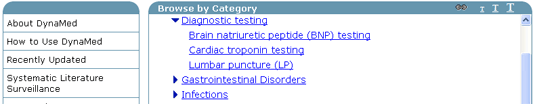 About DynaMed
How to Use DynaMed
Recently Updated
Systematic Literature
Surveillance
Browse by Category
T T T
Diagnostic testing
Brain natriuretic peptide (BNP) testing
Cardiac troponin testing
Lumbar puncture (LP)
Gastrointestinal Disorders
Infections